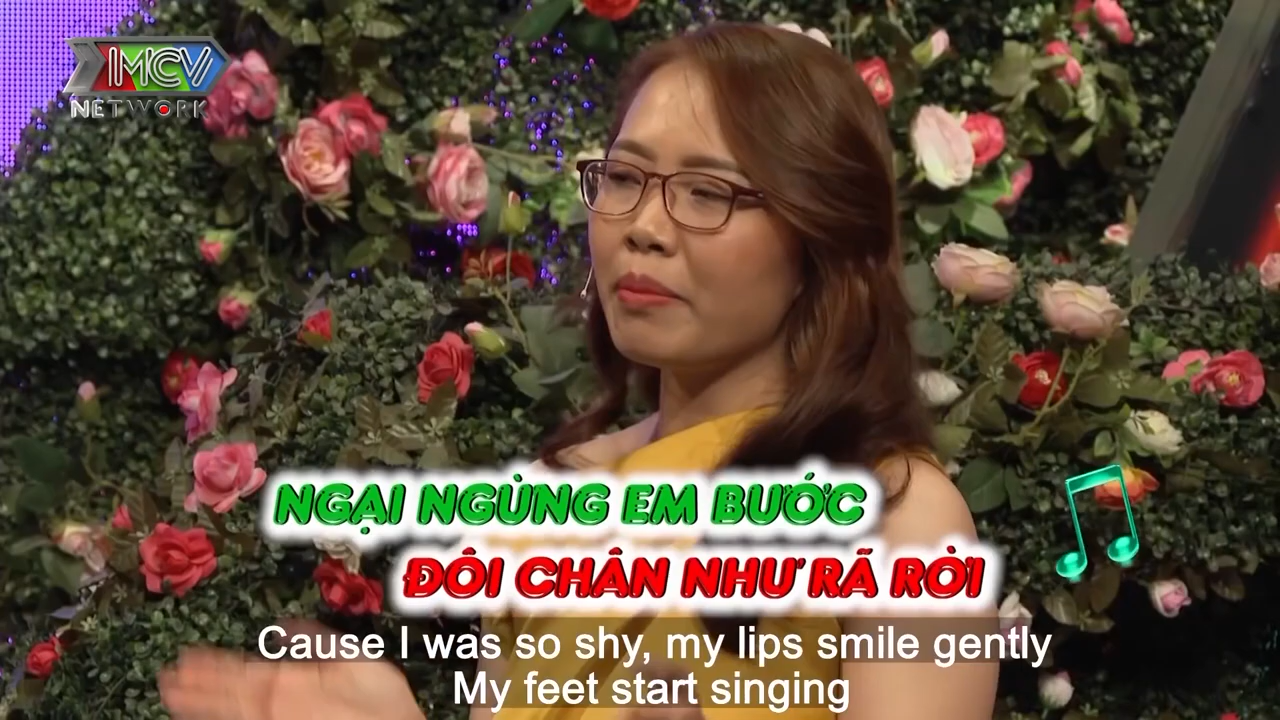 MCV
NETWORK
NGẠI NGÙNG EM BƯỚC
ĐÔI CHÂN NHƯ RÃ RỜI
Cause I was so shy, my lips smile gently
My feet start singing